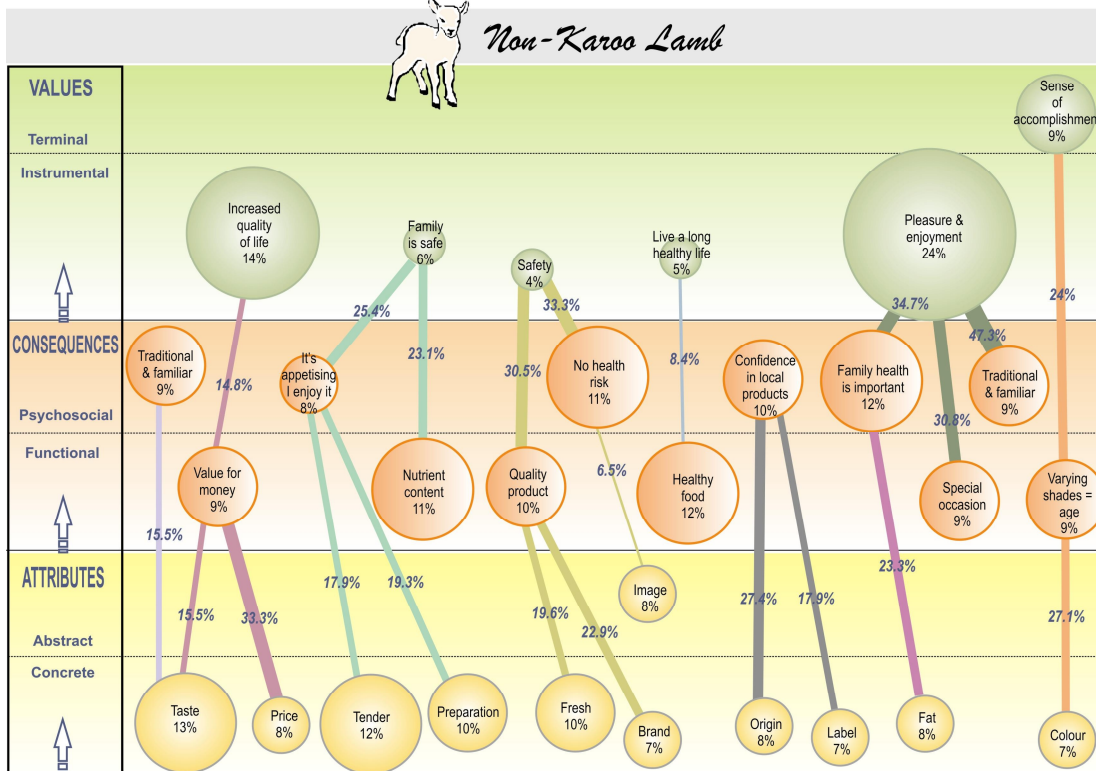 Non-Karoo Lamb
VALUES
Terminal
Instrumental
Sense
of
accomplishmen
9%
Increased
quality
of life
14%
Family
is safe
6%
Safety
4%
Live a long
healthy life
5%
Pleasure &
enjoyment
24%
25.4%
23.1%
33.3%
30.5%
8.4%
34.7%
47.3%
30.8%
24%
14.8%
CONSEQUENCES
Psychosocial
Functional
Traditional
& familiar
9%
It's
appetising
I enjoy it
8%
No health
risk
11%
Confidence
in local
products
10%
Family health
is important
12%
Traditional
& familiar
9%
Value for
money
9%
Nutrient
content
11%
Quality
product
10%
Healthy
food
12%
Special
occasion
9%
Varying
shades =
age
9%
6.5%
15.5%
15.5%
33.3%
17.9%
19.3%
19.6%
22.9%
27.4%
17.9%
23.3%
27.1%
ATTRIBUTES
Abstract
Concrete
Image
8%
Taste
13%
Price
8%
Tender
12%
Preparation
10%
Fresh
10%
Brand
7%
Origin
8%
Label
7%
Fat
8%
Colour
7%